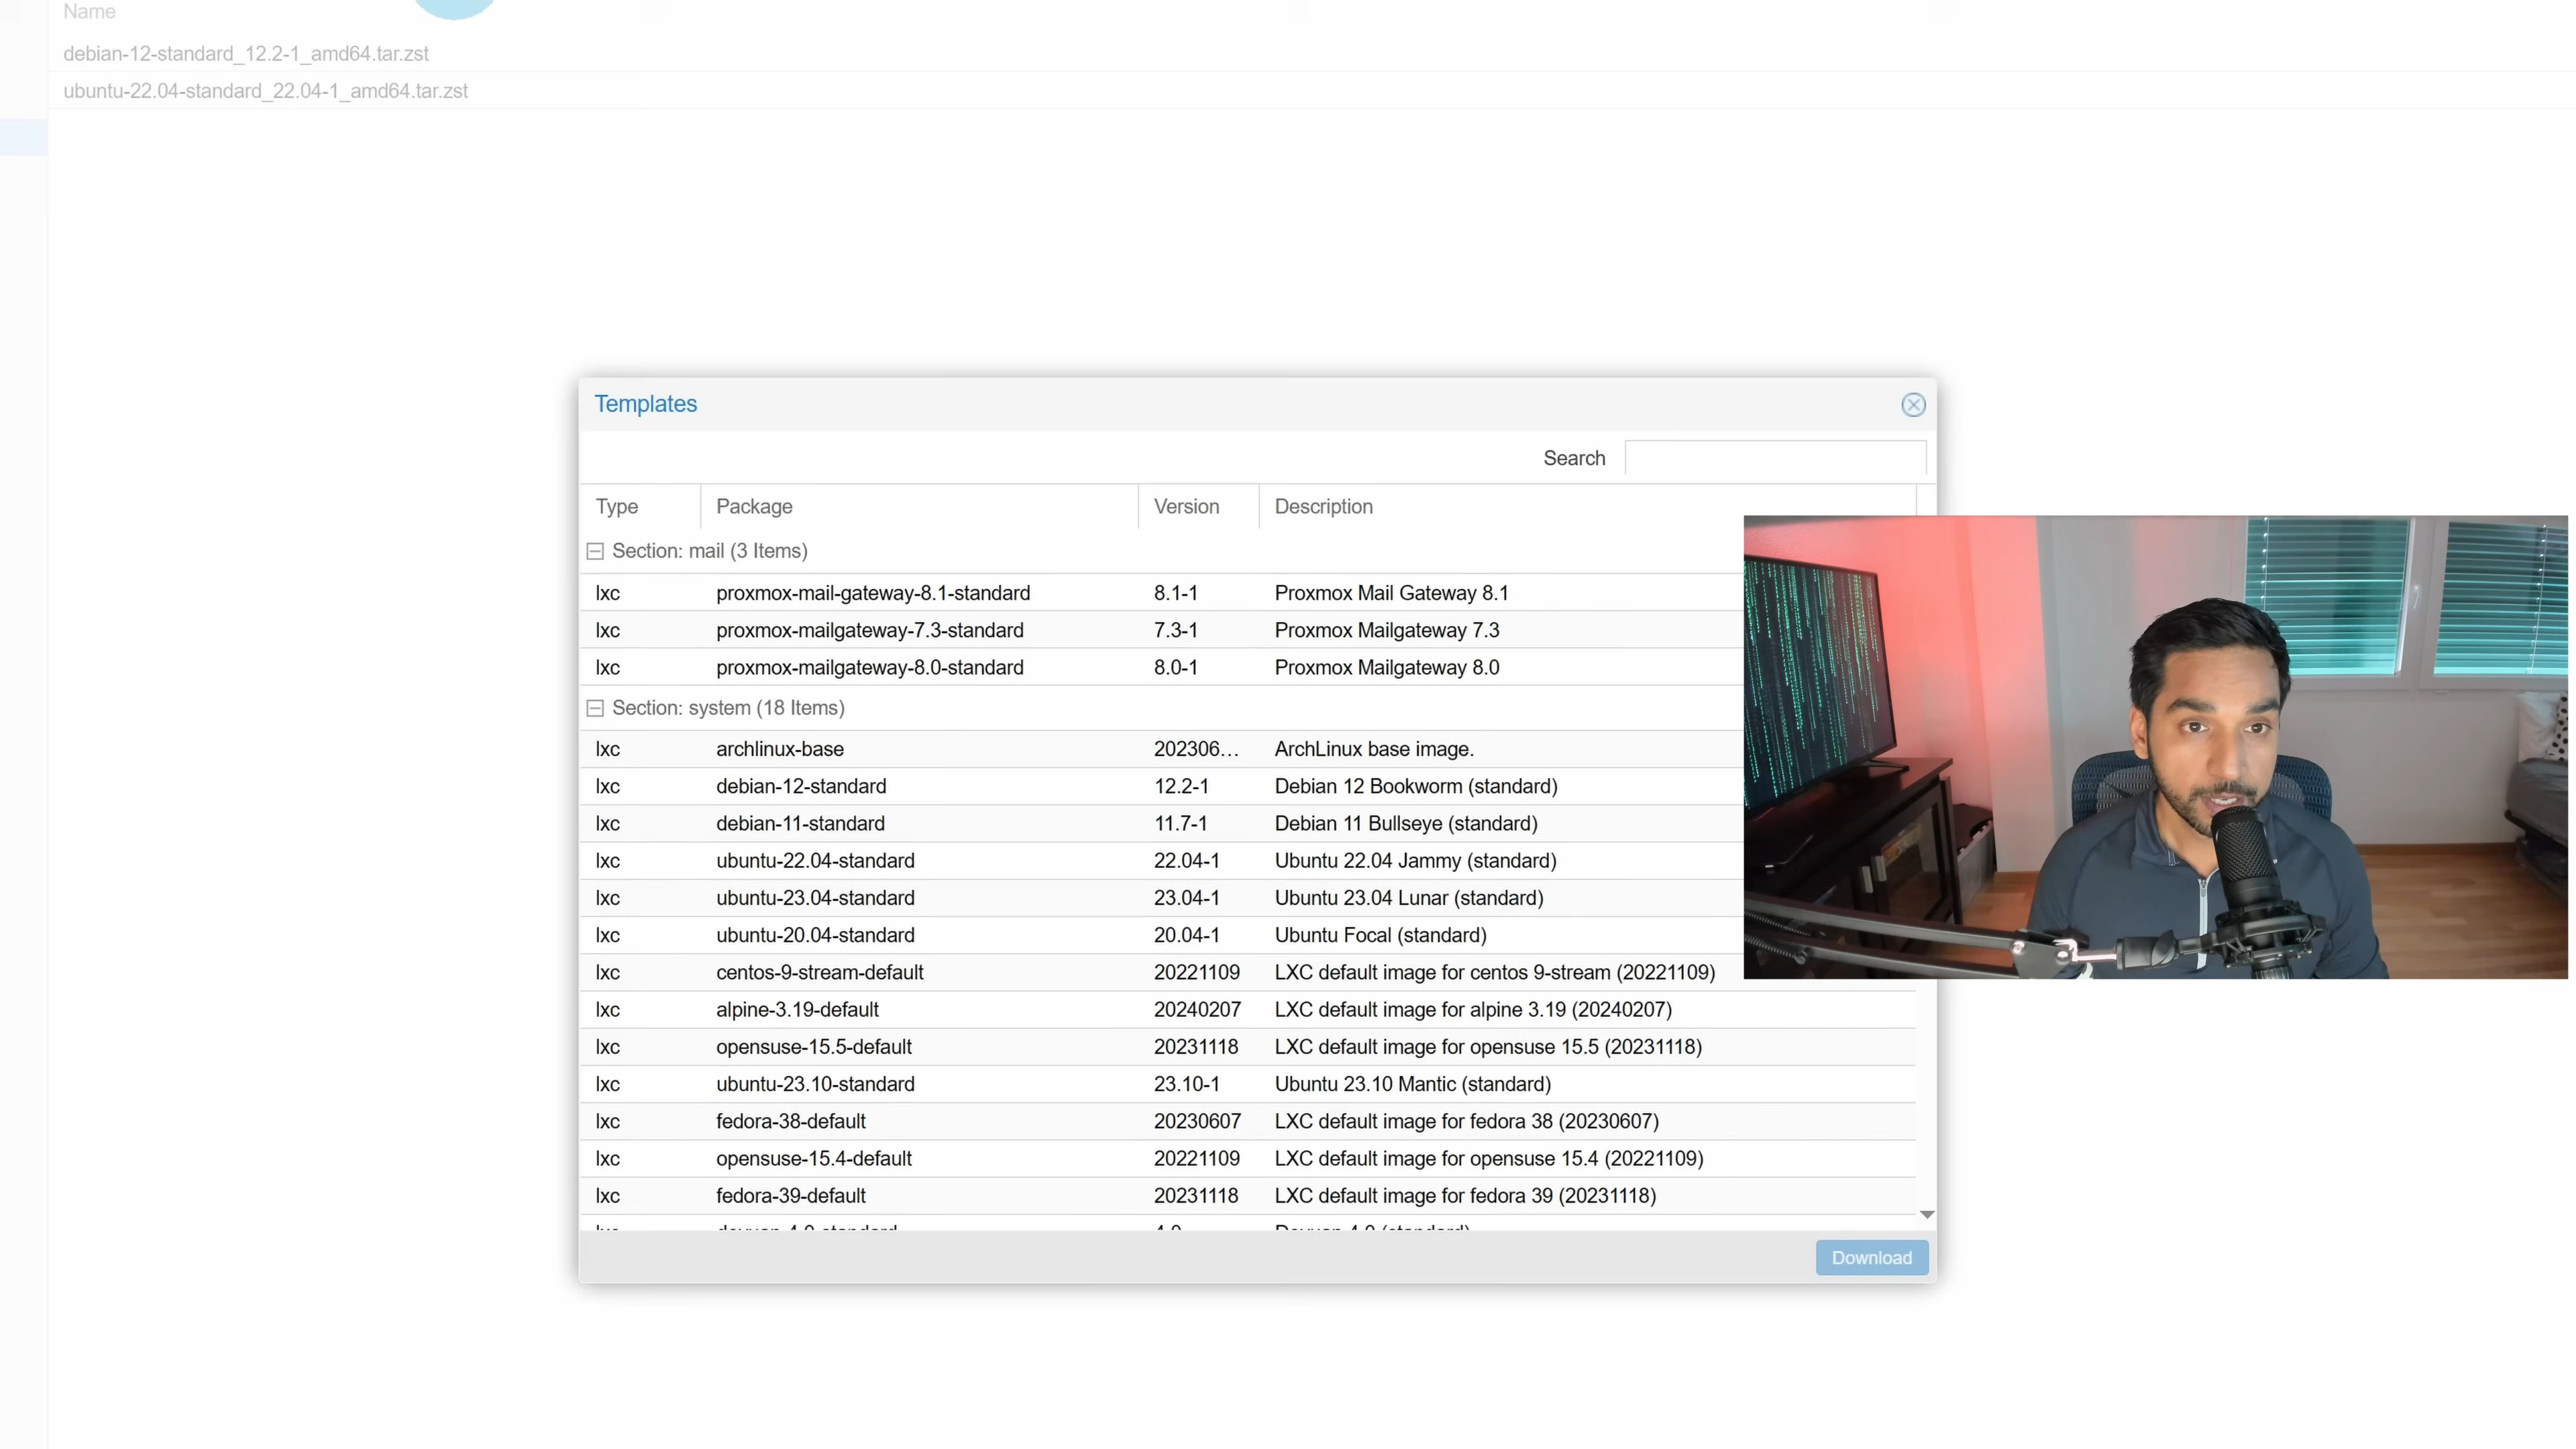 Name
debian-12-standard_12.2-1_amd64.tar.zst
ubuntu-22.04-standard_22.04-1_amd64.tar.zst
Templates
Search
Type Package Version Description
Section: mail (3 Items)
lxc proxmox-mail-gateway-8.1-standard 8.1-1 Proxmox Mail Gateway 8.1
lxc proxmox-mailgateway-7.3-standard 7.3-1 Proxmox Mailgateway 7.3
lxc proxmox-mailgateway-8.0-standard 8.0-1 Proxmox Mailgateway 8.0
Section: system (18 Items)
lxc archlinux-base 202306... ArchLinux base image.
lxc debian-12-standard 12.2-1 Debian 12 Bookworm (standard)
lxc debian-11-standard 11.7-1 Debian 11 Bullseye (standard)
lxc ubuntu-22.04-standard 22.04-1 Ubuntu 22.04 Jammy (standard)
lxc ubuntu-23.04-standard 23.04-1 Ubuntu 23.04 Lunar (standard)
lxc ubuntu-20.04-standard 20.04-1 Ubuntu Focal (standard)
lxc centos-9-stream-default 20221109 LXC default image for centos 9-stream (20221109)
lxc alpine-3.19-default 20240207 LXC default image for alpine 3.19 (20240207)
lxc opensuse-15.5-default 20231118 LXC default image for opensuse 15.5 (20231118)
lxc ubuntu-23.10-standard 23.10-1 Ubuntu 23.10 Mantic (standard)
lxc fedora-38-default 20230607 LXC default image for fedora 38 (20230607)
lxc opensuse-15.4-default 20221109 LXC default image for opensuse 15.4 (20221109)
lxc fedora-39-default 20231118 LXC default image for fedora 39 (20231118)
Download